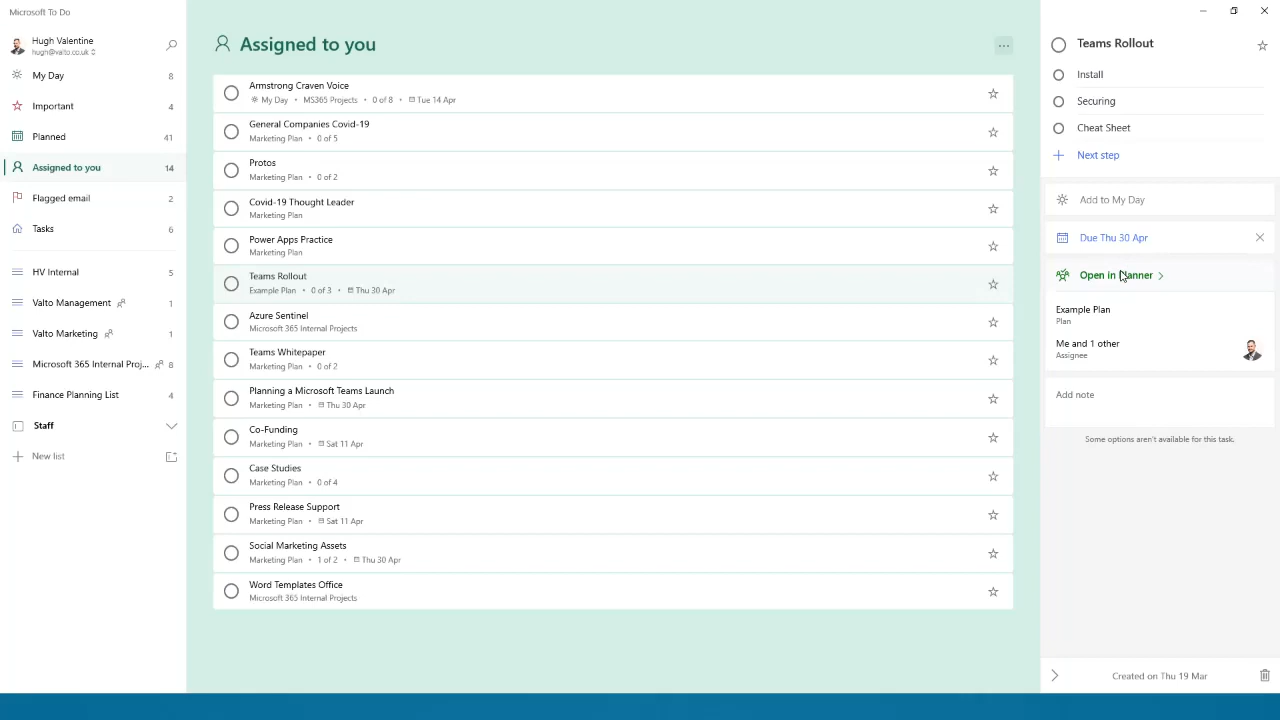 Microsoft To Do
Hugh Valentine
hugh@valto.co.uk
My Day 8
Important 4
Planned 41
Assigned to you 14
Flagged email 2
Tasks 6
HV Internal 5
Valto Management 1
Valto Marketing 1
Microsoft 365 Internal Proj... 8
Finance Planning List 4
Staff
New list
Assigned to you
Armstrong Craven Voice
My Day • MS365 Projects • 0 of 8 • Tue 14 Apr
General Companies Covid-19
Marketing Plan • 0 of 5
Protos
Marketing Plan • 0 of 2
Covid-19 Thought Leader
Marketing Plan
Power Apps Practice
Marketing Plan
Teams Rollout
Example Plan • 0 of 3 • Thu 30 Apr
Azure Sentinel
Microsoft 365 Internal Projects
Teams Whitepaper
Marketing Plan • 0 of 2
Planning a Microsoft Teams Launch
Marketing Plan • Thu 30 Apr
Co-Funding
Marketing Plan • Sat 11 Apr
Case Studies
Marketing Plan • 0 of 4
Press Release Support
Marketing Plan • Sat 11 Apr
Social Marketing Assets
Marketing Plan • 1 of 2 • Thu 30 Apr
Word Templates Office
Microsoft 365 Internal Projects
Teams Rollout
Install
Securing
Cheat Sheet
Next step
Add to My Day
Due Thu 30 Apr
Open in Planner
Example Plan
Plan
Me and 1 other
Assignee
Add note
Some options aren't available for this task.
Created on Thu 19 Mar